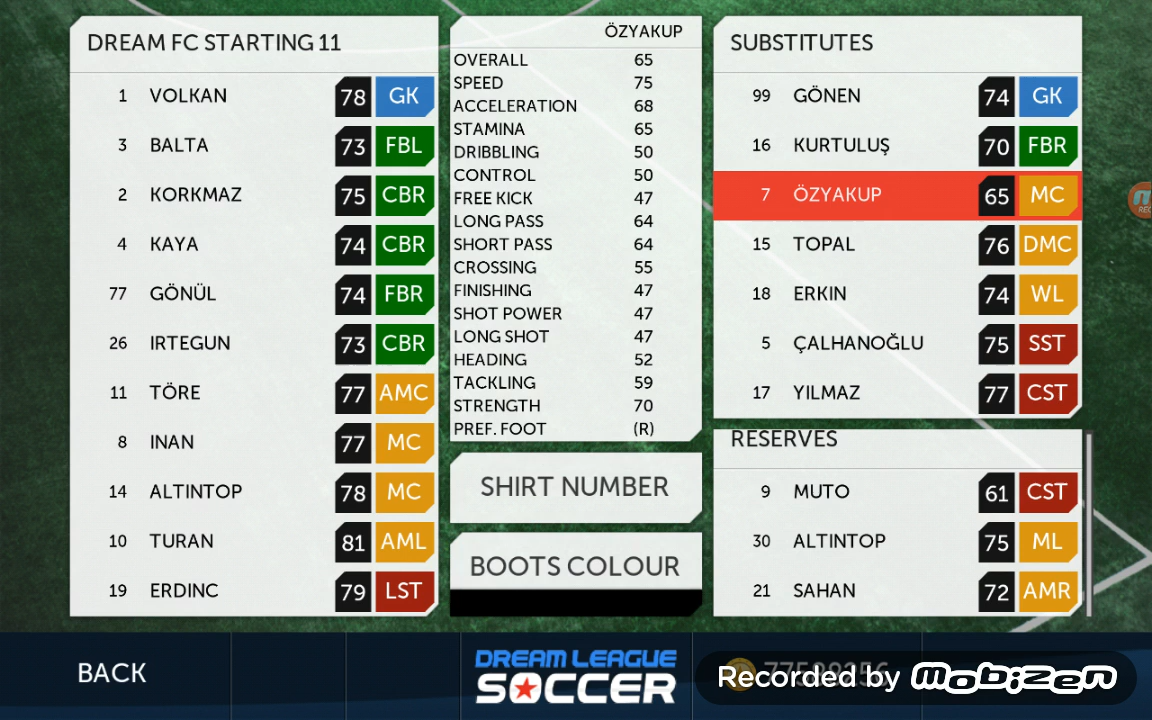 DREAM FC STARTING 11
1 VOLKAN 78 GK
3 BALTA 73 FBL
2 KORKMAZ 75 CBR
4 KAYA 74 CBR
77 GÖNÜL 74 FBR
26 IRTEGUN 73 CBR
11 TÖRE 77 AMC
8 INAN 77 MC
14 ALTINTOP 78 MC
10 TURAN 81 AML
19 ERDINC 79 LST
ÖZYAKUP
OVERALL 65
SPEED 75
ACCELERATION 68
STAMINA 65
DRIBBLING 50
CONTROL 50
FREE KICK 47
LONG PASS 64
SHORT PASS 64
CROSSING 55
FINISHING 47
SHOT POWER 47
LONG SHOT 47
HEADING 52
TACKLING 59
STRENGTH 70
PREF. FOOT (R)
SHIRT NUMBER
BOOTS COLOUR
SUBSTITUTES
99 GÖNEN 74 GK
16 KURTULUŞ 70 FBR
7 ÖZYAKUP 65 MC
15 TOPAL 76 DMC
18 ERKIN 74 WL
5 ÇALHANOĞLU 75 SST
17 YILMAZ 77 CST
RESERVES
9 MUTO 61 CST
30 ALTINTOP 75 ML
21 SAHAN 72 AMR
REC
BACK
DREAM LEAGUE
SOCCER
Recorded by Mobizen